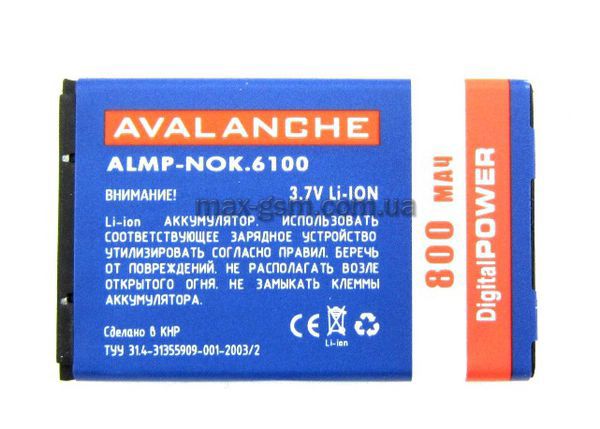 AVALANCHE
ALMP-NOK.6100
ВНИМАНИЕ! 3.7V Li-ION
max-gsm.com.ua
Li-ion АККУМУЛЯТОР. ИСПОЛЬЗОВАТЬ
СООТВЕТСТВУЮЩЕЕ ЗАРЯДНОЕ УСТРОЙСТВО
УТИЛИЗИРОВАТЬ СОГЛАСНО ПРАВИЛ. БЕРЕЧЬ
ОТ ПОВРЕЖДЕНИЙ. НЕ РАСПОЛАГАТЬ ВОЗЛЕ
ОТКРЫТОГО ОГНЯ. НЕ ЗАМЫКАТЬ КЛЕММЫ
АККУМУЛЯТОРА.
CE
Li-ion
Сделано в КНР
ТУУ 31.4-31355909-001-2003/2
800 МАЧ
DigitalPOWER